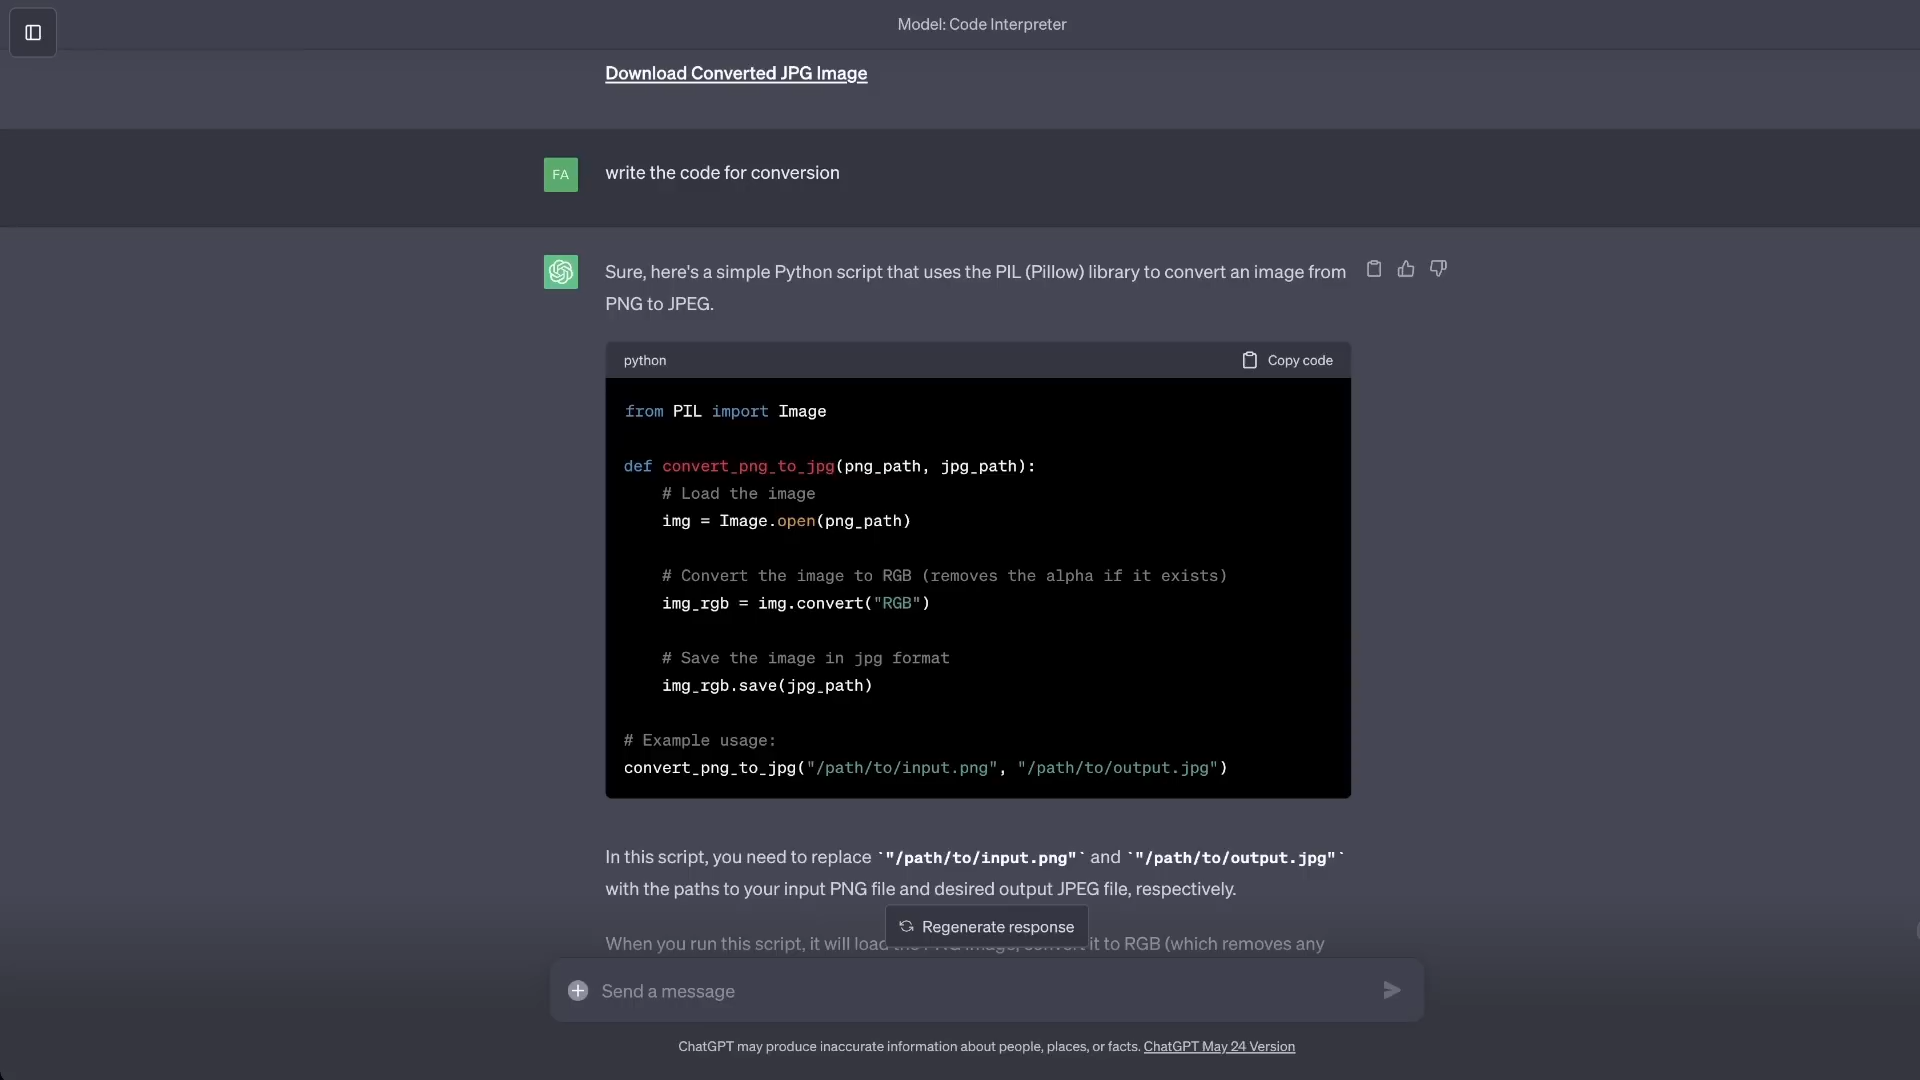 Model: Code Interpreter
Download Converted JPG Image
FA
write the code for conversion
Sure, here's a simple Python script that uses the PIL (Pillow) library to convert an image from
PNG to JPEG.
python
Copy code
from PIL import Image
def convert_png_to_jpg(png_path, jpg_path):
# Load the image
img = Image.open(png_path)
# Convert the image to RGB (removes the alpha if it exists)
img_rgb = img.convert("RGB")
# Save the image in jpg format
img_rgb.save(jpg_path)
# Example usage:
convert_png_to_jpg("/path/to/input.png", "/path/to/output.jpg")
In this script, you need to replace `"/path/to/input.png"` and `"/path/to/output.jpg"`
with the paths to your input PNG file and desired output JPEG file, respectively.
Regenerate response
When you run this script, it will load the PNG image, convert it to RGB (which removes any
Send a message
ChatGPT may produce inaccurate information about people, places, or facts. ChatGPT May 24 Version